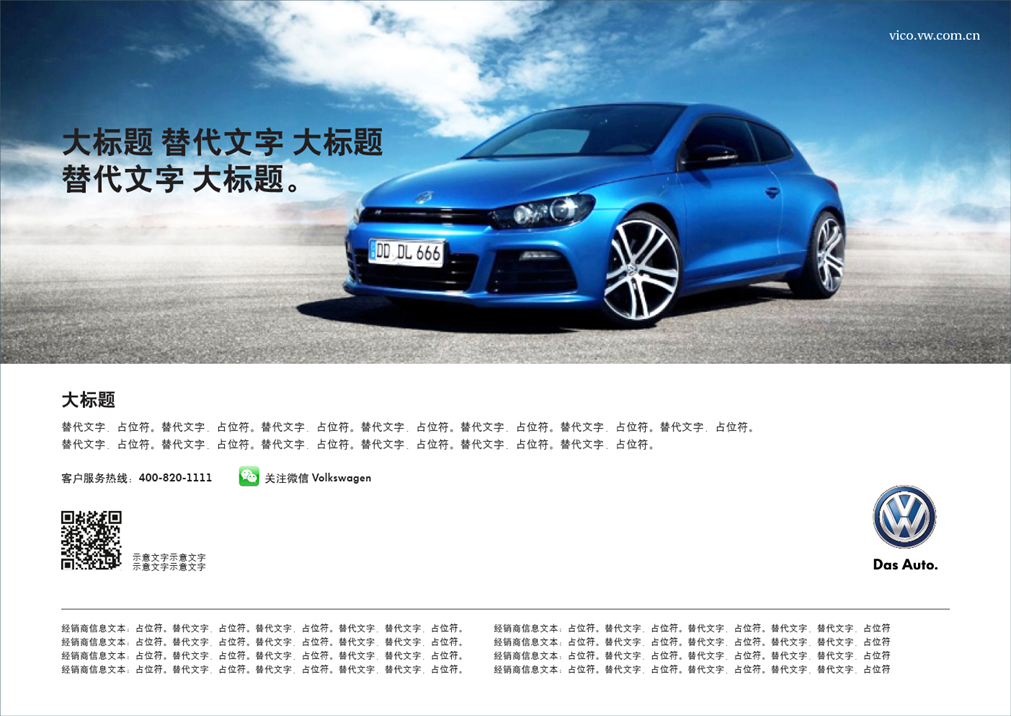 vico.vw.com.cn
大标题 替代文字 大标题
替代文字 大标题。
DD DL 666
大标题
替代文字、占位符。替代文字、占位符。替代文字、占位符。替代文字、占位符。替代文字、占位符。替代文字、占位符。替代文字、占位符。
替代文字、占位符。替代文字、占位符。替代文字、占位符。替代文字、占位符。替代文字、占位符。替代文字、占位符。
客户服务热线：400-820-1111 关注微信 Volkswagen
示意文字示意文字
示意文字示意文字
Das Auto.
经销商信息文本：占位符。替代文字、占位符。替代文字、占位符。替代文字、替代文字、占位符。
经销商信息文本：占位符。替代文字、占位符。替代文字、占位符。替代文字、替代文字、占位符。
经销商信息文本：占位符。替代文字、占位符。替代文字、占位符。替代文字、替代文字、占位符。
经销商信息文本：占位符。替代文字、占位符。替代文字、占位符。替代文字、替代文字、占位符。
经销商信息文本：占位符。替代文字、占位符。替代文字、占位符。替代文字、占位符。替代文字、占位符
经销商信息文本：占位符。替代文字、占位符。替代文字、占位符。替代文字、占位符。替代文字、占位符
经销商信息文本：占位符。替代文字、占位符。替代文字、占位符。替代文字、占位符。替代文字、占位符
经销商信息文本：占位符。替代文字、占位符。替代文字、占位符。替代文字、占位符。替代文字、占位符